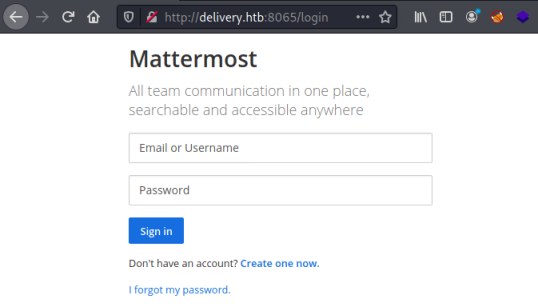 http://delivery.htb:8065/login
Mattermost
All team communication in one place,
searchable and accessible anywhere
Email or Username
Password
Sign in
Don't have an account? Create one now.
I forgot my password.